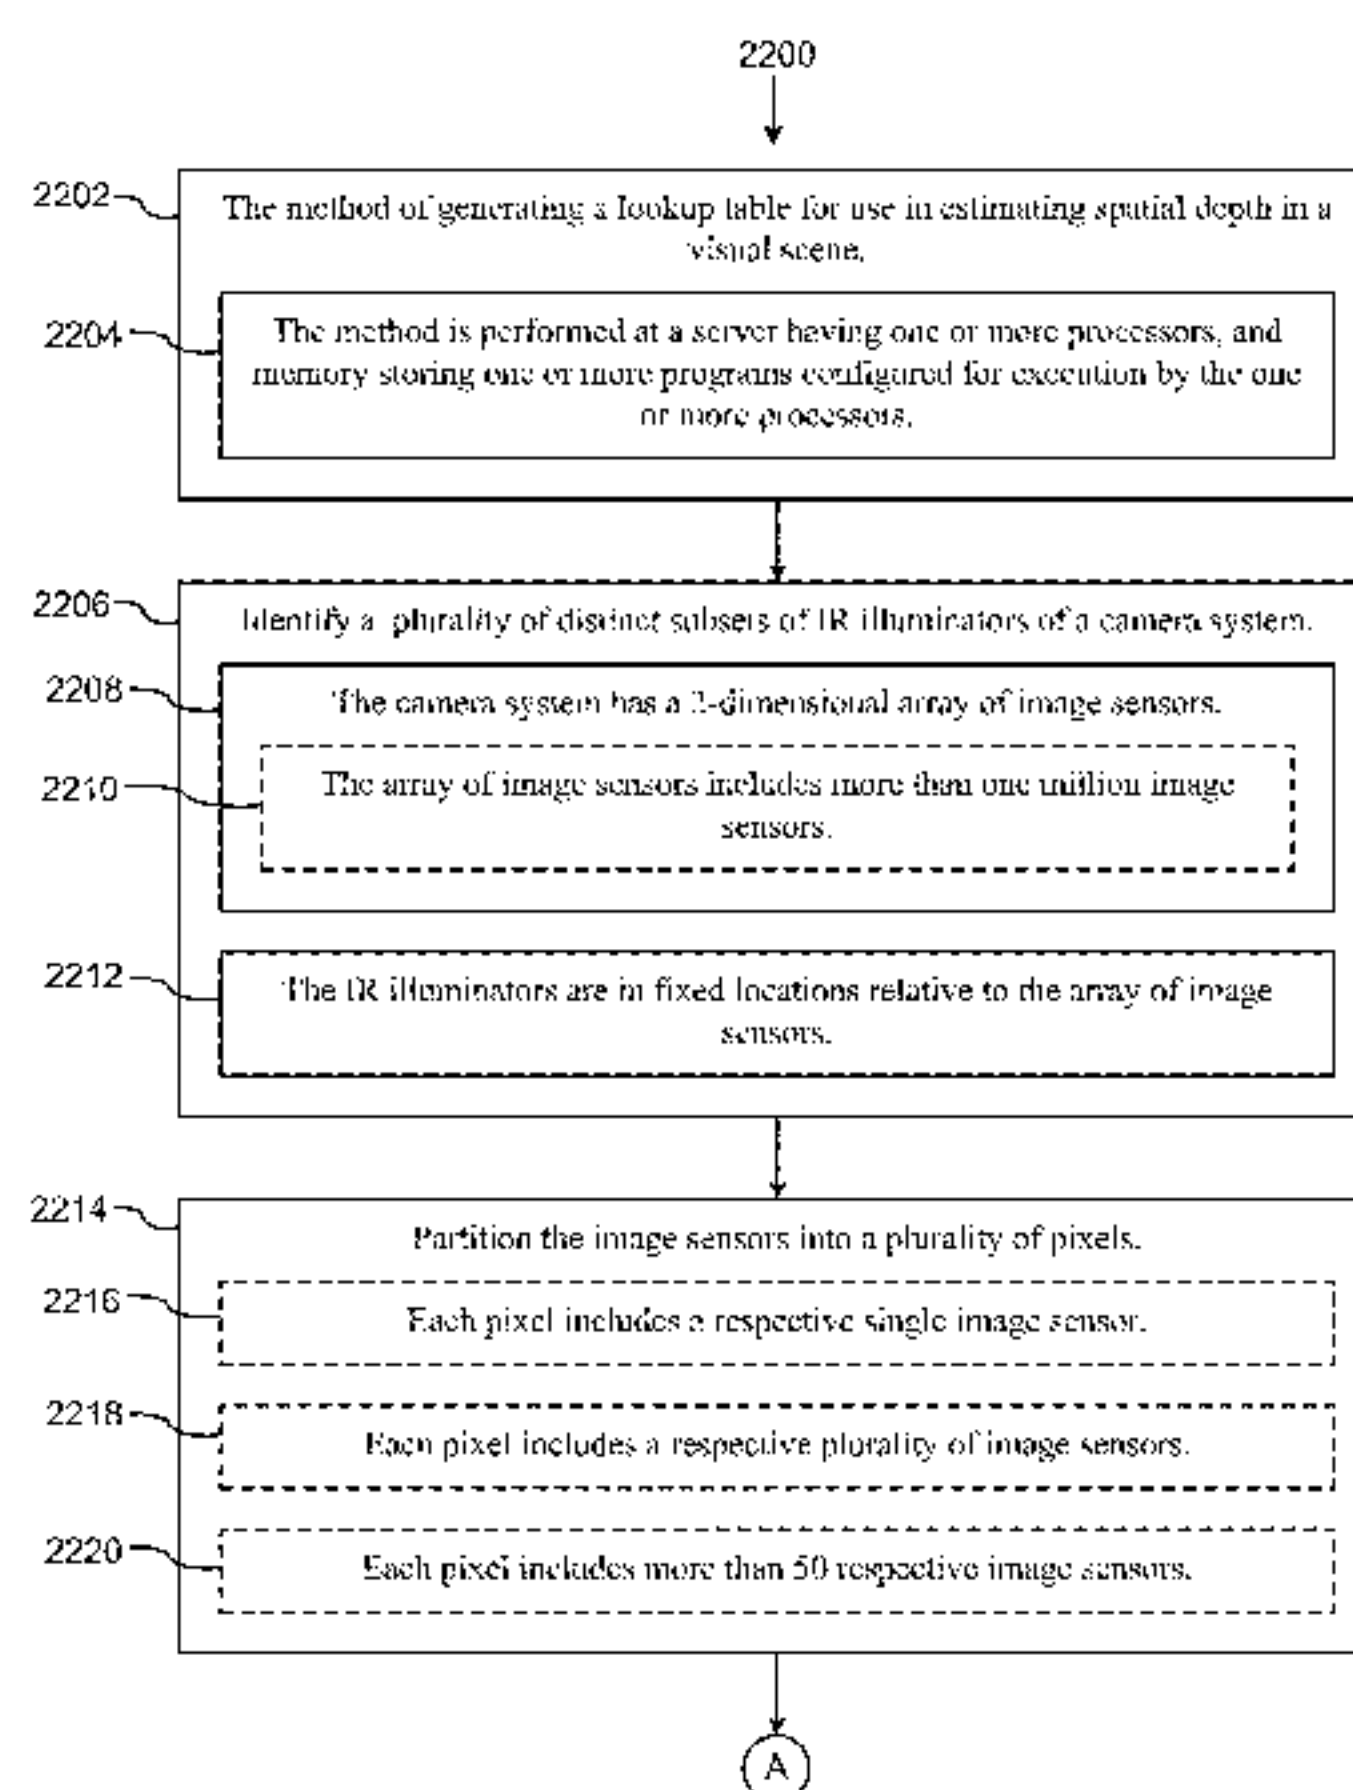 2200
2202
The method of generating a lookup table for use in estimating spatial depth in a
visual scene.
2204
The method is performed at a server having one or more processors, and
memory storing one or more programs configured for execution by the one
or more processors.
2206
Identify a plurality of distinct subsets of IR illuminators of a camera system.
2208
The camera system has a 2-dimensional array of image sensors.
2210
The array of image sensors includes more than one million image
sensors.
2212
The IR illuminators are in fixed locations relative to the array of image
sensors.
2214
Partition the image sensors into a plurality of pixels.
2216
Each pixel includes a respective single image sensor.
2218
Each pixel includes a respective plurality of image sensors.
2220
Each pixel includes more than 50 respective image sensors.
A